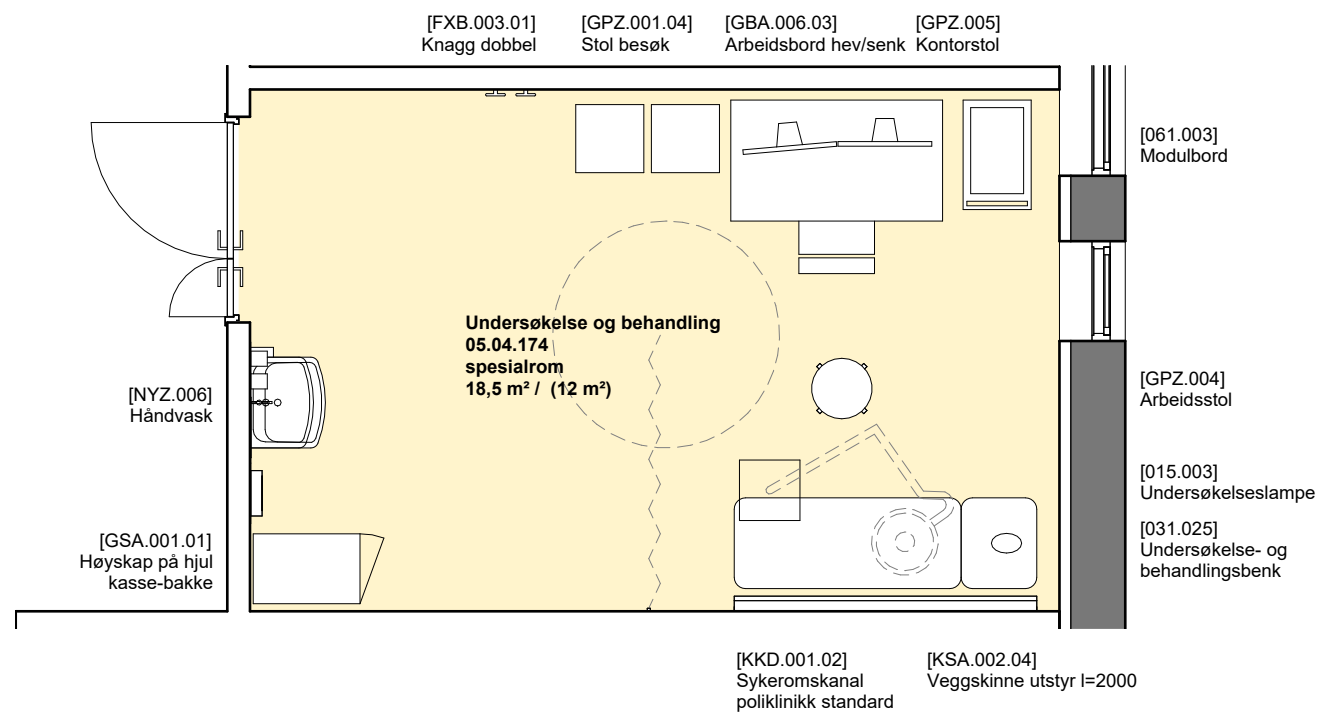 [FXB.003.01]
Knagg dobbel
[GPZ.001.04]
Stol besøk
[GBA.006.03]
Arbeidsbord hev/senk
[GPZ.005]
Kontorstol
[061.003]
Modulbord
Undersøkelse og behandling
05.04.174
spesialrom
18,5 m² / (12 m²)
[NYZ.006]
Håndvask
[GPZ.004]
Arbeidsstol
[015.003]
Undersøkelseslampe
[GSA.001.01]
Høyskap på hjul
kasse-bakke
[031.025]
Undersøkelse- og
behandlingsbenk
[KKD.001.02]
Sykeromskanal
poliklinikk standard
[KSA.002.04]
Veggskinne utstyr l=2000